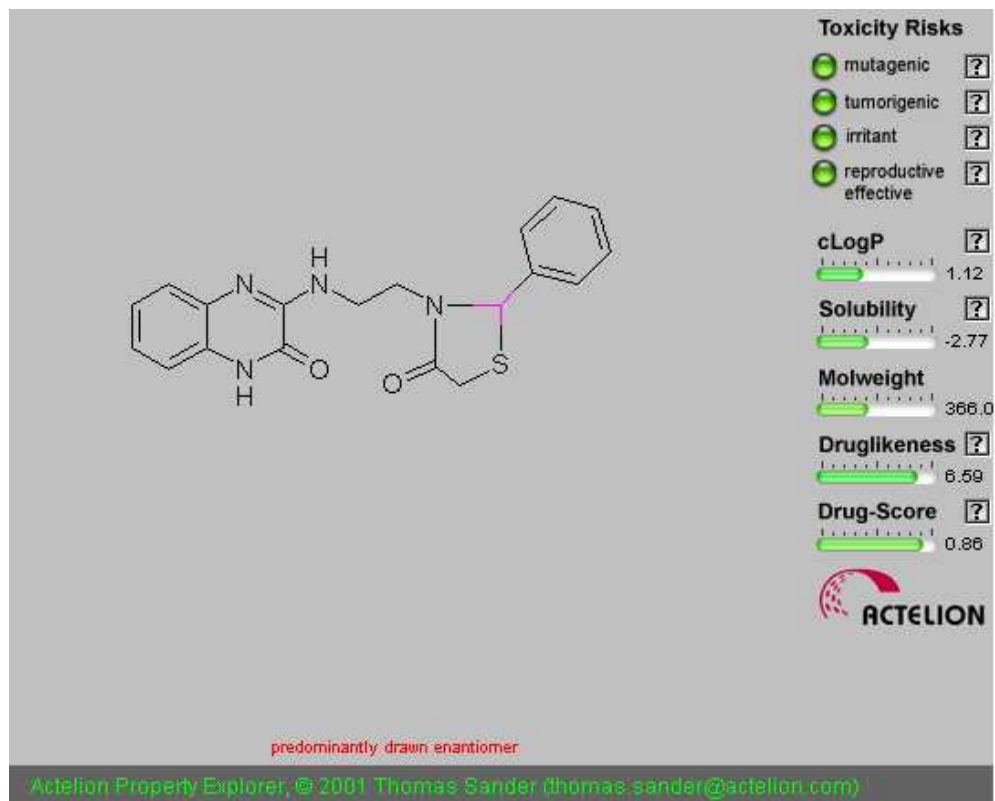 Toxicity Risks
mutagenic ?
tumorigenic ?
irritant ?
reproductive ?
effective
cLogP ?
1.12
Solubility ?
-2.77
Molweight
366.0
Druglikeness ?
6.59
Drug-Score ?
0.86
ACTELION
H
N
N
N
S
N
H
O
O
predominantly drawn enantiomer
Actelion Property Explorer, © 2001 Thomas Sander (thomas.sander@actelion.com)